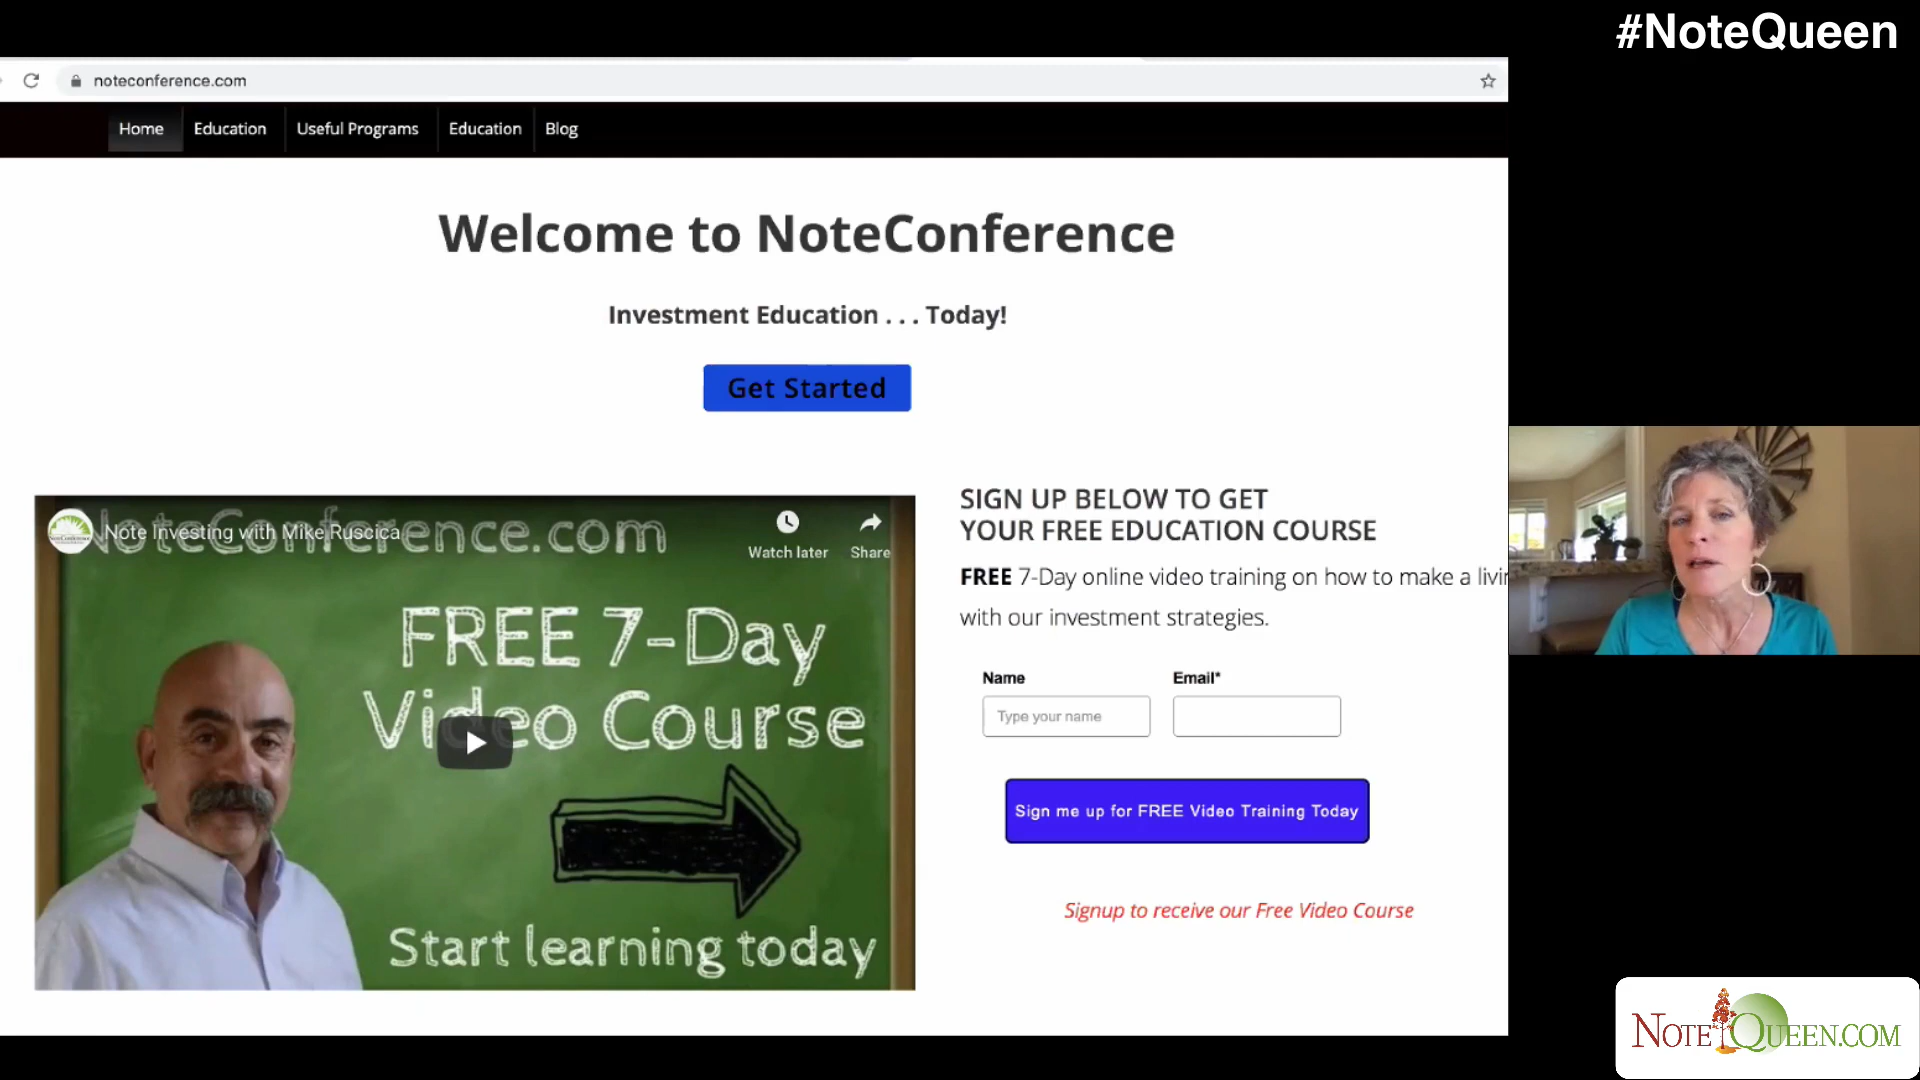 #NoteQueen
noteconference.com
Home Education Useful Programs Education Blog
Welcome to NoteConference
Investment Education . . . Today!
Get Started
NoteConference.com
Note Investing with Mike Ruscica
Watch later Share
FREE 7-Day
Video Course
Start learning today
SIGN UP BELOW TO GET
YOUR FREE EDUCATION COURSE
FREE 7-Day online video training on how to make a livin
with our investment strategies.
Name Email*
Type your name
Sign me up for FREE Video Training Today
Signup to receive our Free Video Course
NOTEQUEEN.COM